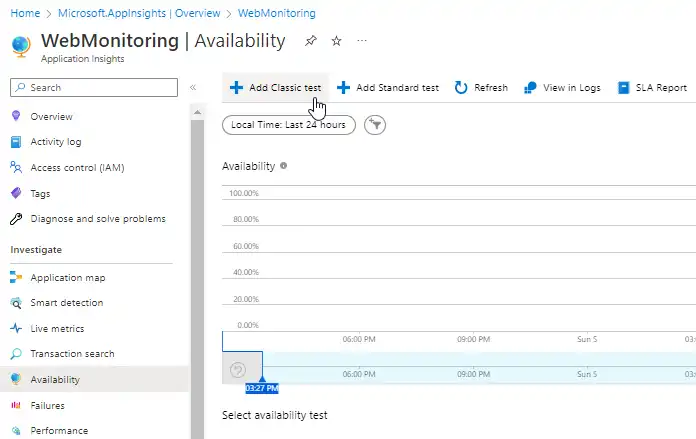 Home > Microsoft.AppInsights | Overview > WebMonitoring
WebMonitoring | Availability
Application Insights
Search
Overview
Activity log
Access control (IAM)
Tags
Diagnose and solve problems
Investigate
Application map
Smart detection
Live metrics
Transaction search
Availability
Failures
Performance
Add Classic test Add Standard test Refresh View in Logs SLA Report
Local Time: Last 24 hours
Availability
100.00%
80.00%
60.00%
40.00%
20.00%
0.00%
06:00 PM 09:00 PM Sun 5
06:00 PM 09:00 PM Sun 5
03:27 PM
Select availability test